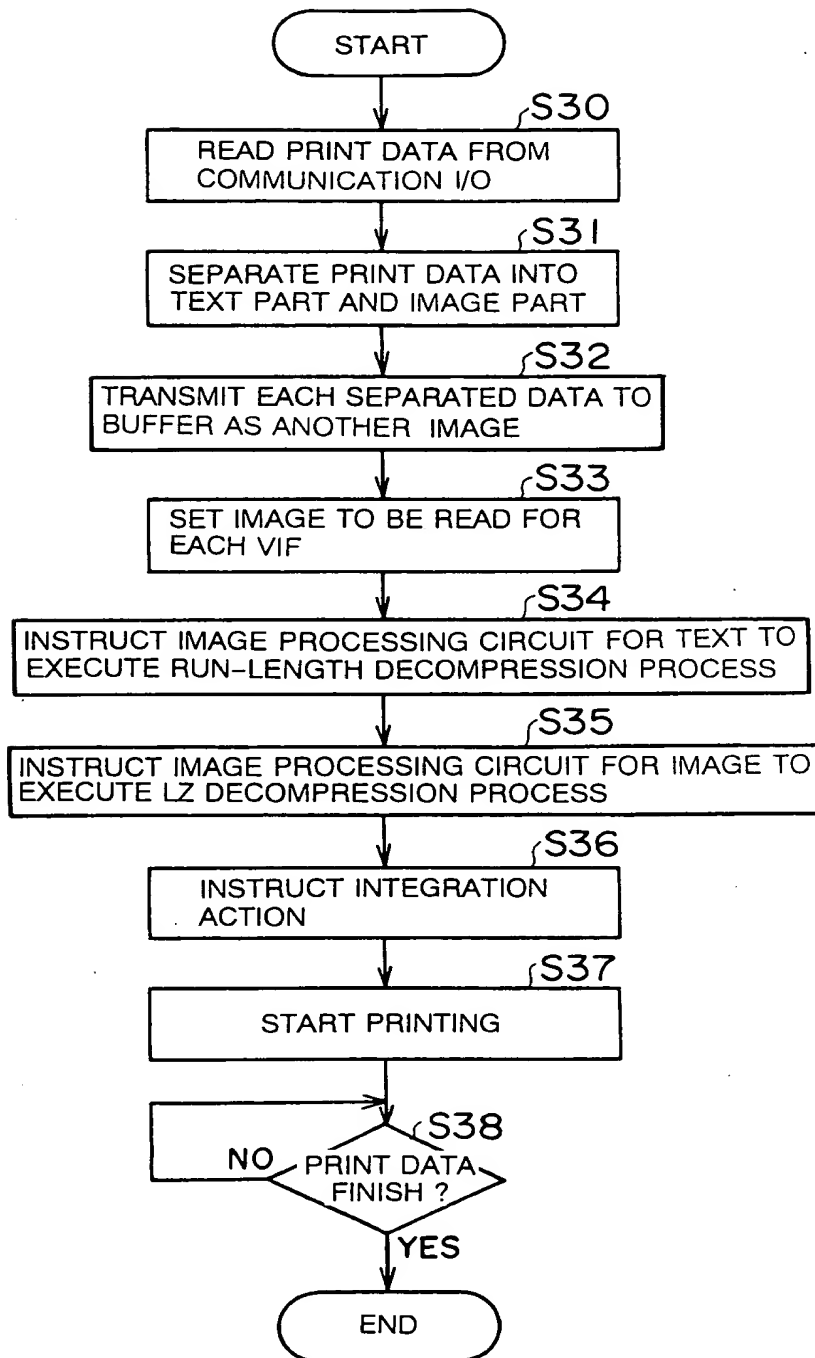 START
S30
READ PRINT DATA FROM
COMMUNICATION I/O
S31
SEPARATE PRINT DATA INTO
TEXT PART AND IMAGE PART
S32
TRANSMIT EACH SEPARATED DATA TO
BUFFER AS ANOTHER IMAGE
S33
SET IMAGE TO BE READ FOR
EACH VIF
S34
INSTRUCT IMAGE PROCESSING CIRCUIT FOR TEXT TO
EXECUTE RUN-LENGTH DECOMPRESSION PROCESS
S35
INSTRUCT IMAGE PROCESSING CIRCUIT FOR IMAGE TO
EXECUTE LZ DECOMPRESSION PROCESS
S36
INSTRUCT INTEGRATION
ACTION
S37
START PRINTING
S38
NO
PRINT DATA
FINISH ?
YES
END